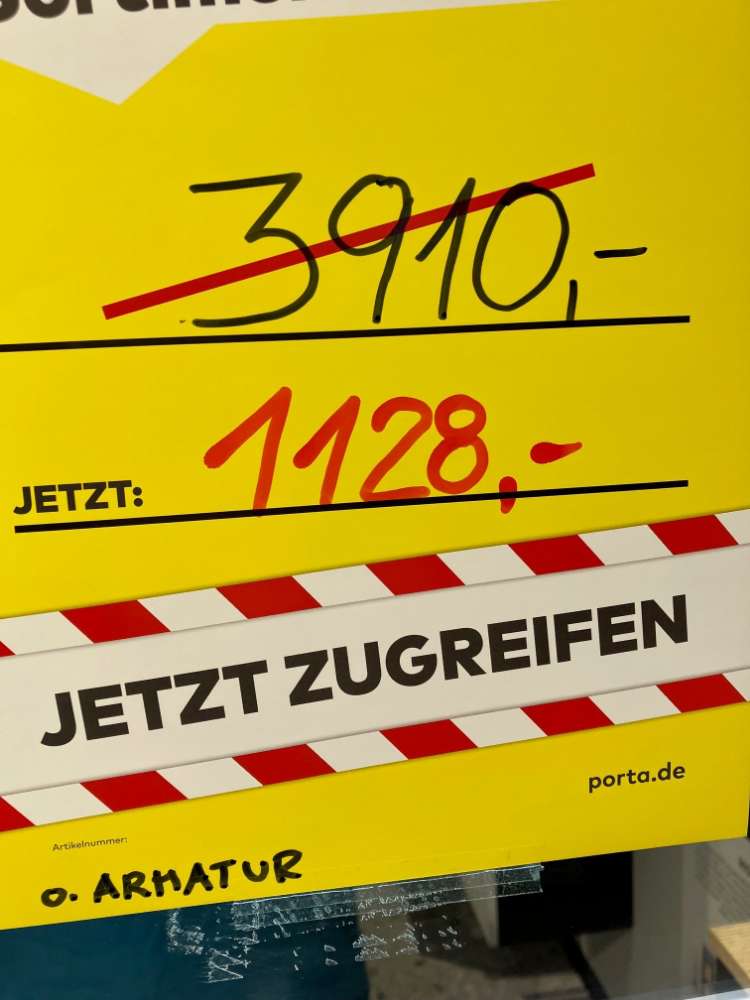 3910,-
JETZT: 1128,-
JETZT ZUGREIFEN
porta.de
Artikelnummer:
o. ARMATUR